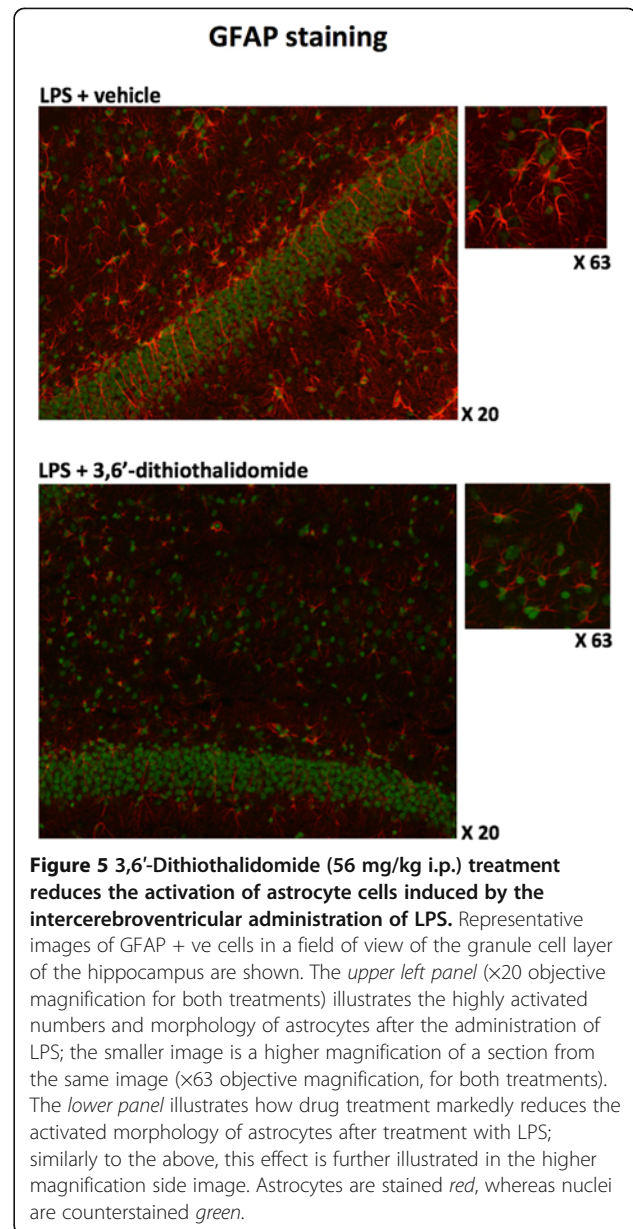 GFAP staining
LPS + vehicle
X 63
X 20
LPS + 3,6’-dithiothalidomide
X 63
X 20
Figure 5 3,6′-Dithiothalidomide (56 mg/kg i.p.) treatment
reduces the activation of astrocyte cells induced by the
intercerebroventricular administration of LPS. Representative
images of GFAP + ve cells in a field of view of the granule cell layer
of the hippocampus are shown. The upper left panel (×20 objective
magnification for both treatments) illustrates the highly activated
numbers and morphology of astrocytes after the administration of
LPS; the smaller image is a higher magnification of a section from
the same image (×63 objective magnification, for both treatments).
The lower panel illustrates how drug treatment markedly reduces the
activated morphology of astrocytes after treatment with LPS;
similarly to the above, this effect is further illustrated in the higher
magnification side image. Astrocytes are stained red, whereas nuclei
are counterstained green.